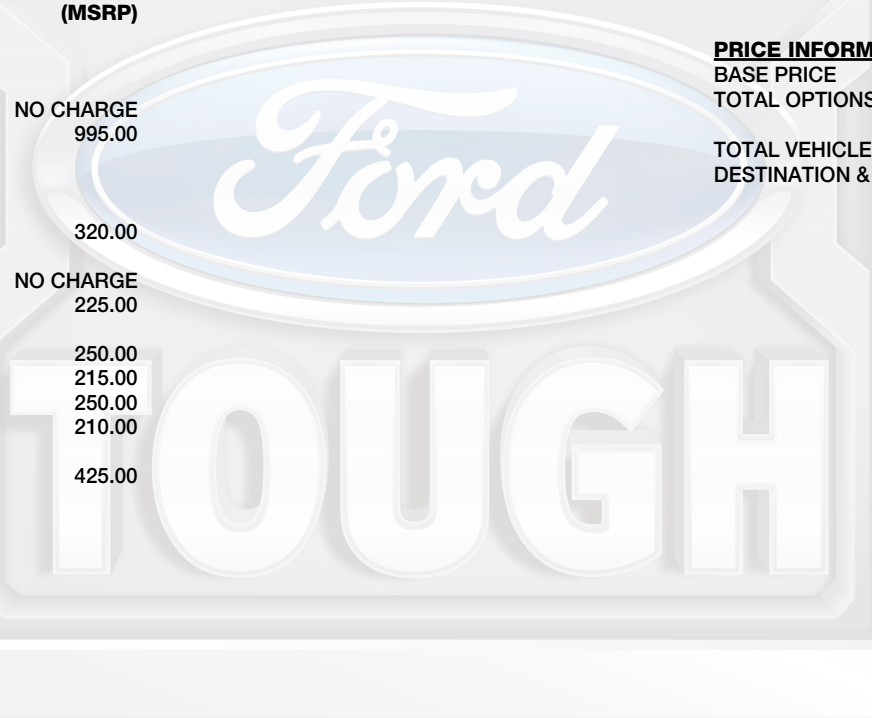 (MSRP)
NO CHARGE
995.00
320.00
NO CHARGE
225.00
250.00
215.00
250.00
210.00
425.00
PRICE INFORM
BASE PRICE
TOTAL OPTIONS
TOTAL VEHICLE
DESTINATION &
Ford
TOUGH